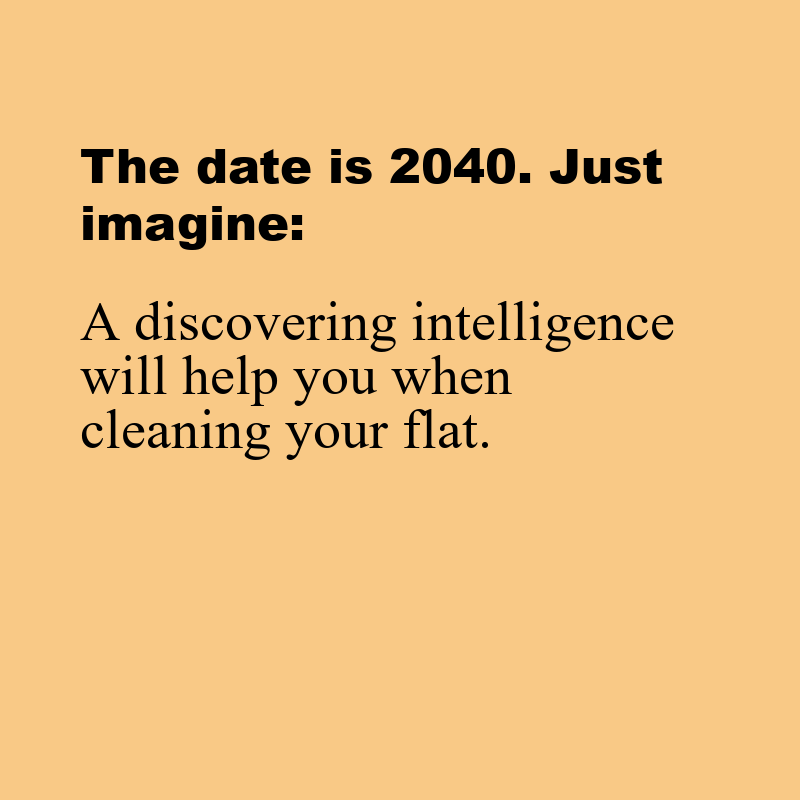 The date is 2040. Just
imagine:
A discovering intelligence
will help you when
cleaning your flat.